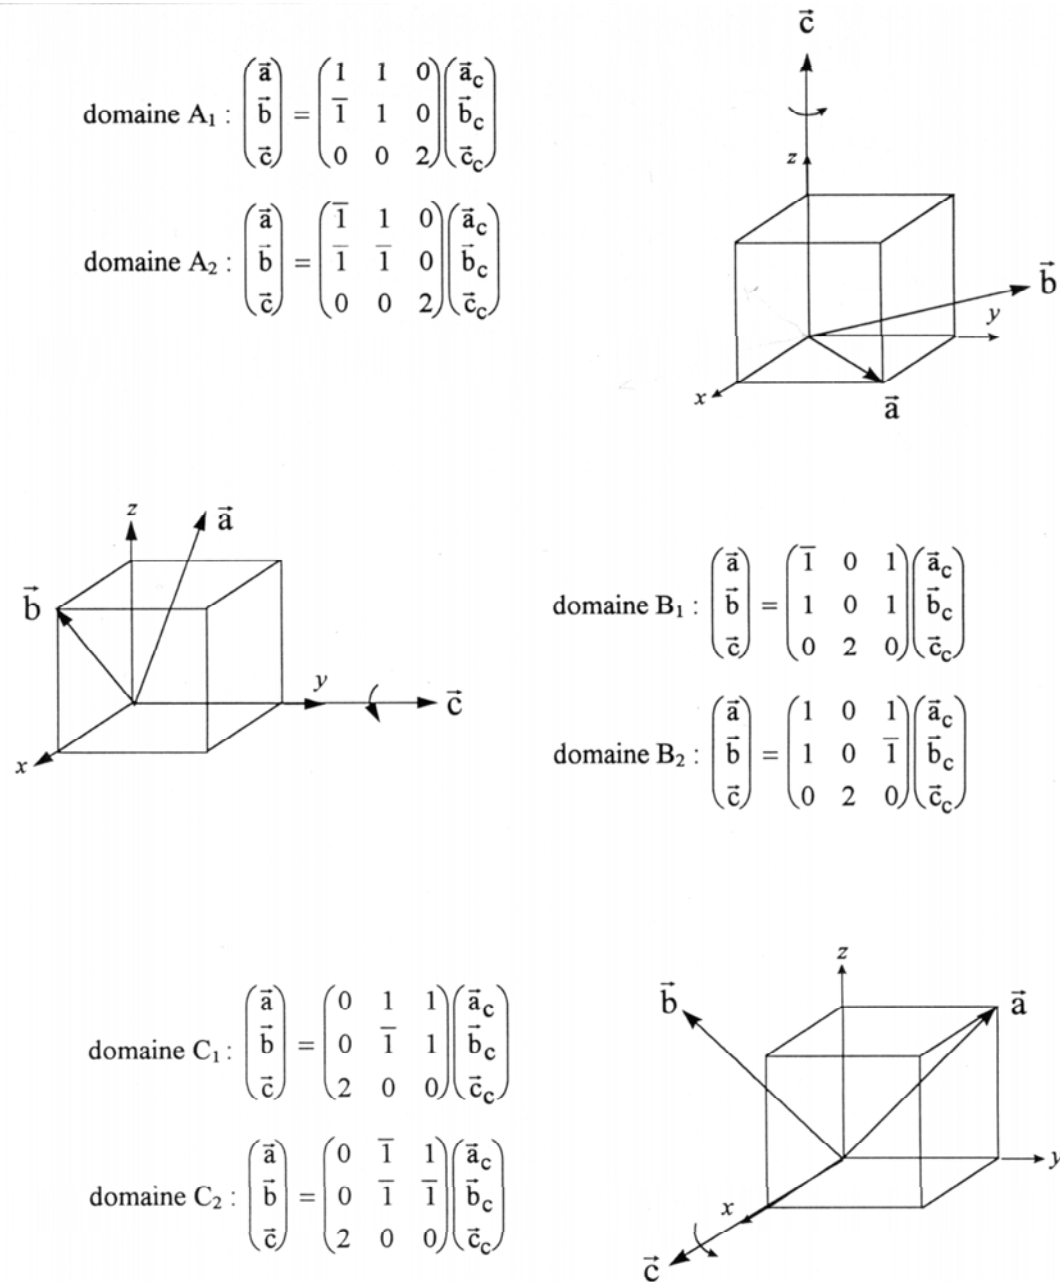 c⃗
domaine A₁ : (a⃗ b⃗ c⃗) = (1 1 0 / 1̅ 1 0 / 0 0 2) (a⃗c b⃗c c⃗c)
z
domaine A₂ : (a⃗ b⃗ c⃗) = (1̅ 1 0 / 1̅ 1̅ 0 / 0 0 2) (a⃗c b⃗c c⃗c)
b⃗
y
x
a⃗
z
a⃗
b⃗
y
c⃗
x
domaine B₁ : (a⃗ b⃗ c⃗) = (1̅ 0 1 / 1 0 1 / 0 2 0) (a⃗c b⃗c c⃗c)
domaine B₂ : (a⃗ b⃗ c⃗) = (1 0 1 / 1 0 1̅ / 0 2 0) (a⃗c b⃗c c⃗c)
domaine C₁ : (a⃗ b⃗ c⃗) = (0 1 1 / 0 1̅ 1 / 2 0 0) (a⃗c b⃗c c⃗c)
domaine C₂ : (a⃗ b⃗ c⃗) = (0 1̅ 1 / 0 1̅ 1̅ / 2 0 0) (a⃗c b⃗c c⃗c)
z
b⃗
a⃗
y
x
c⃗